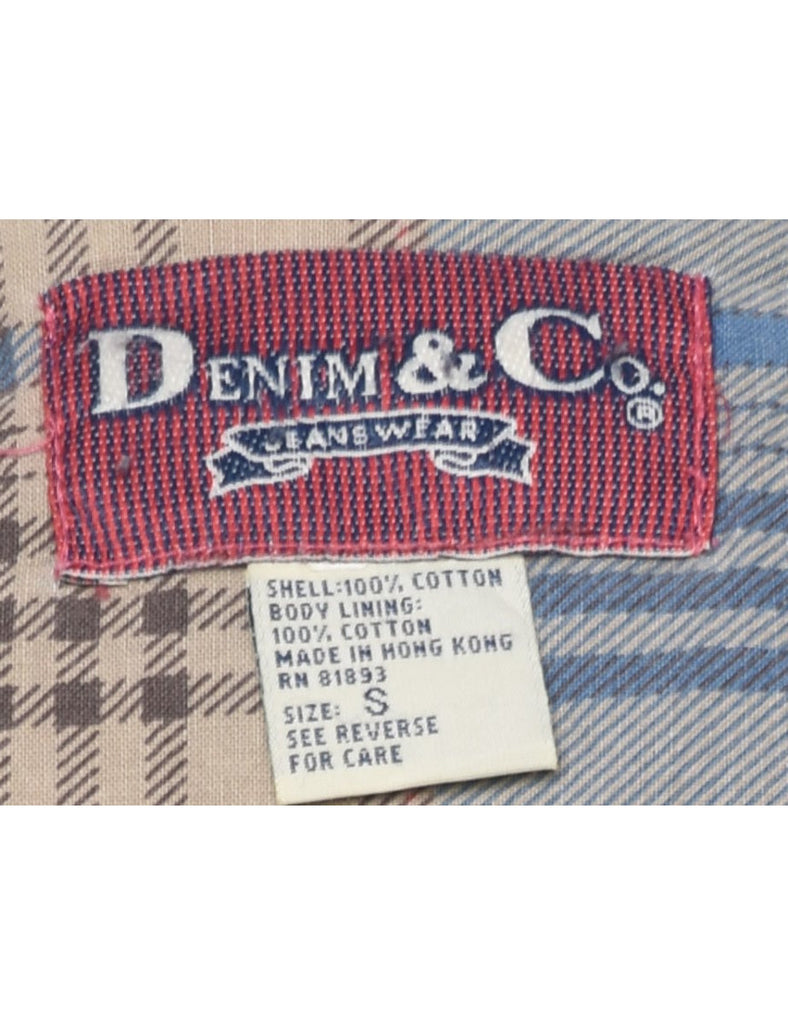 DENIM & Co.®
JEANSWEAR
SHELL:100% COTTON
BODY LINING:
100% COTTON
MADE IN HONG KONG
RN 81893
SIZE: S
SEE REVERSE
FOR CARE